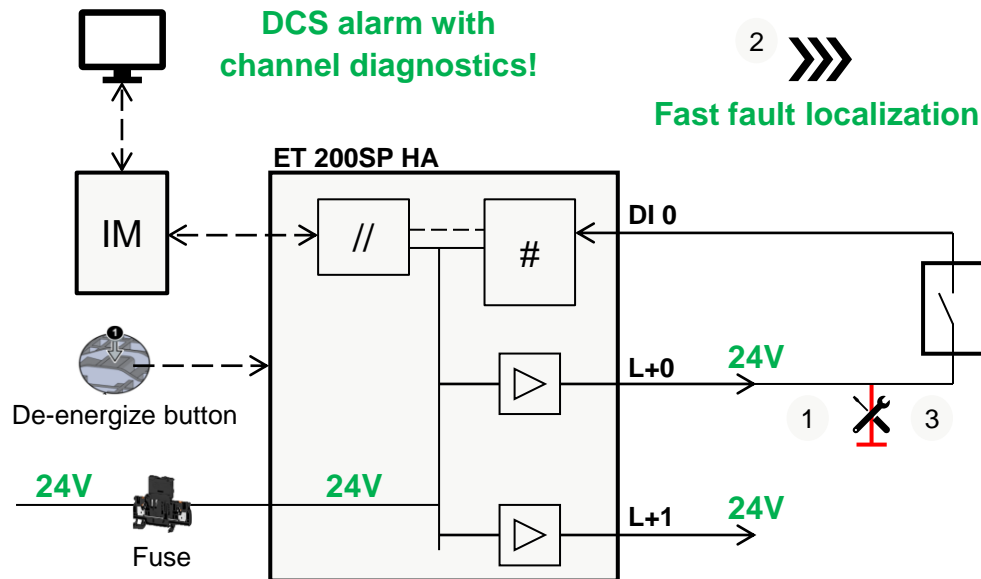 DCS alarm with
channel diagnostics!
2
Fast fault localization
ET 200SP HA
IM
//
#
DI 0
1
De-energize button
L+0
24V
1
3
24V
24V
L+1
24V
Fuse